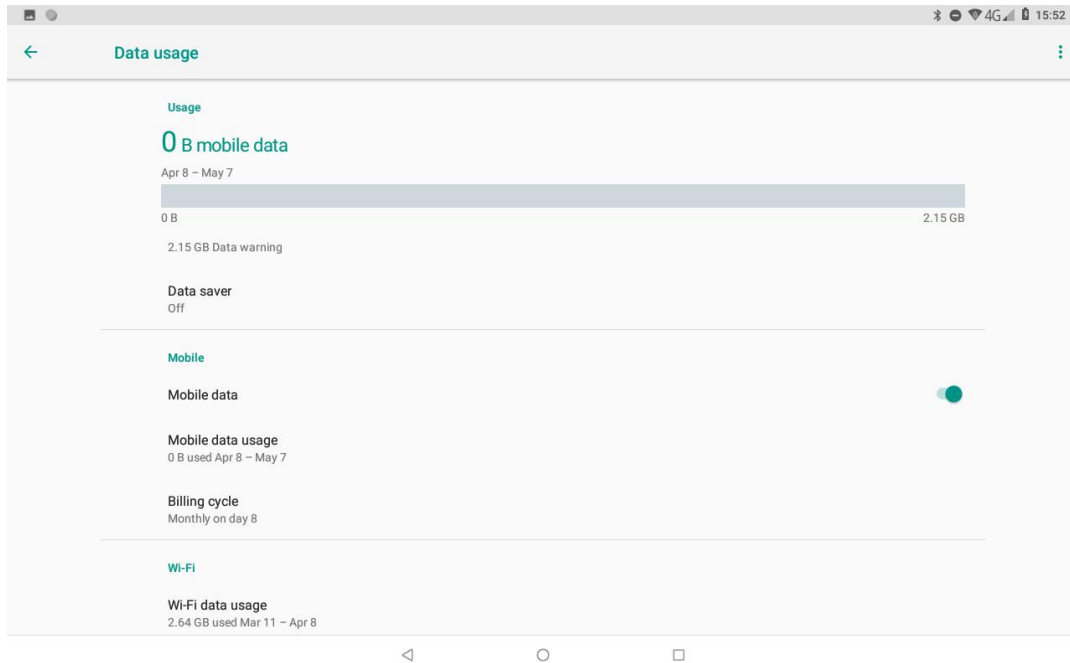 4G 15:52
Data usage
Usage
0 B mobile data
Apr 8 – May 7
0 B 2.15 GB
2.15 GB Data warning
Data saver
Off
Mobile
Mobile data
Mobile data usage
0 B used Apr 8 – May 7
Billing cycle
Monthly on day 8
Wi-Fi
Wi-Fi data usage
2.64 GB used Mar 11 – Apr 8